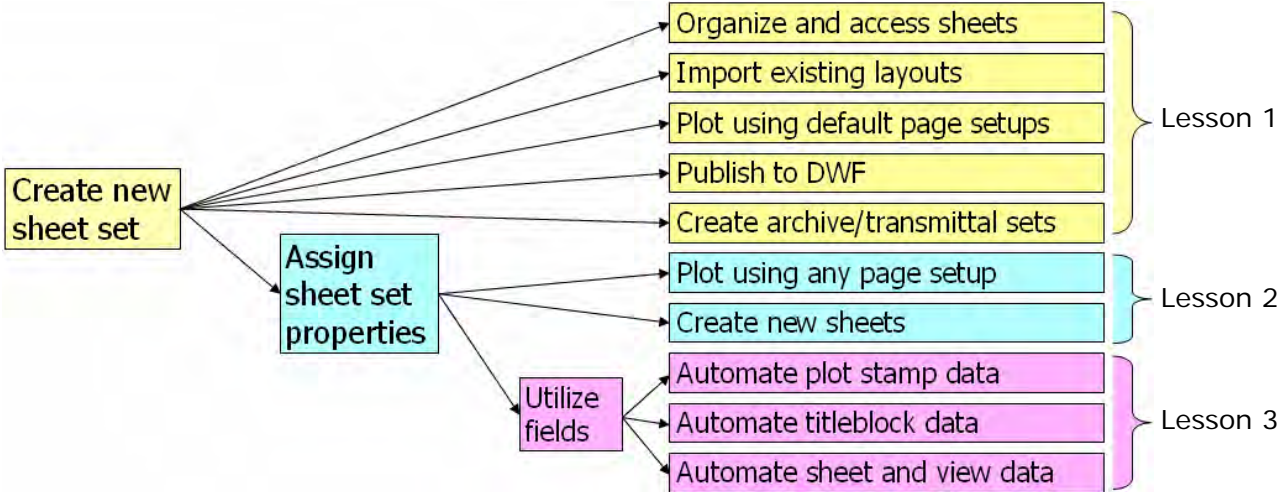 Organize and access sheets
Import existing layouts
Plot using default page setups
Publish to DWF
Create archive/transmittal sets
Lesson 1
Create new
sheet set
Assign
sheet set
properties
Plot using any page setup
Create new sheets
Lesson 2
Utilize
fields
Automate plot stamp data
Automate titleblock data
Automate sheet and view data
Lesson 3